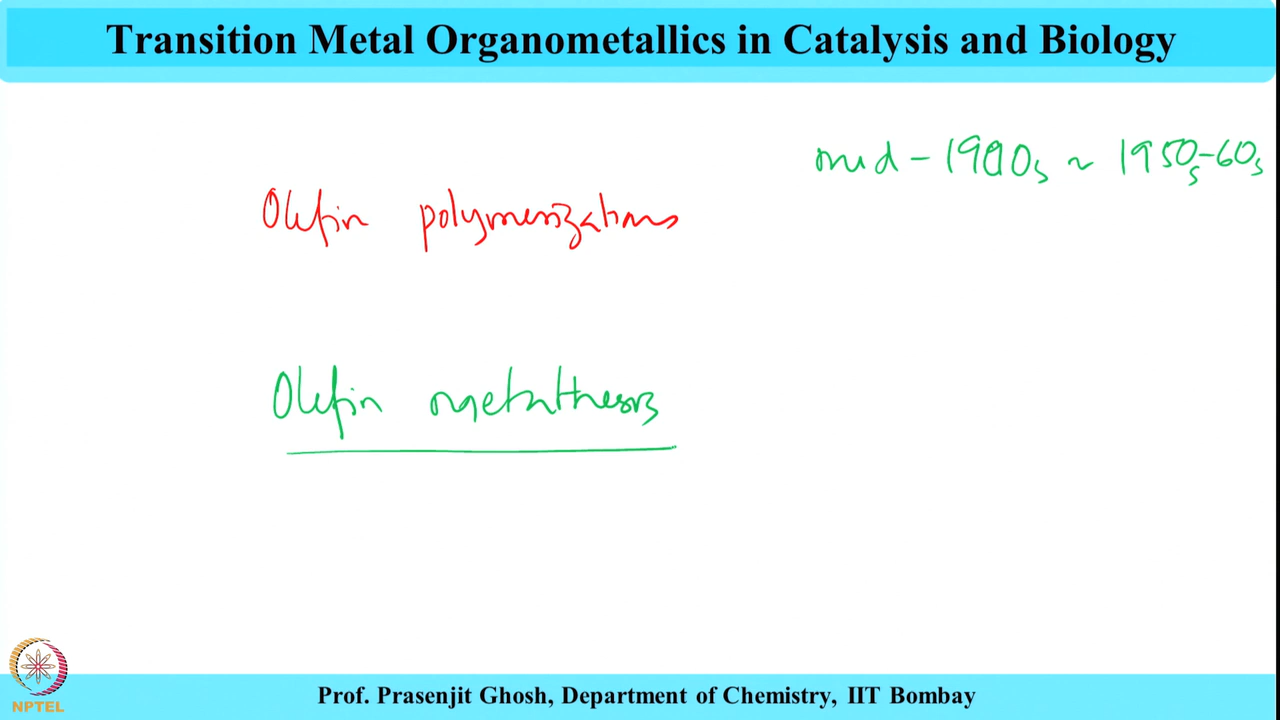 Transition Metal Organometallics in Catalysis and Biology
mid - 1900s ~ 1950s-60s
Olefin polymerizations
Olefin metathesis
NPTEL
Prof. Prasenjit Ghosh, Department of Chemistry, IIT Bombay